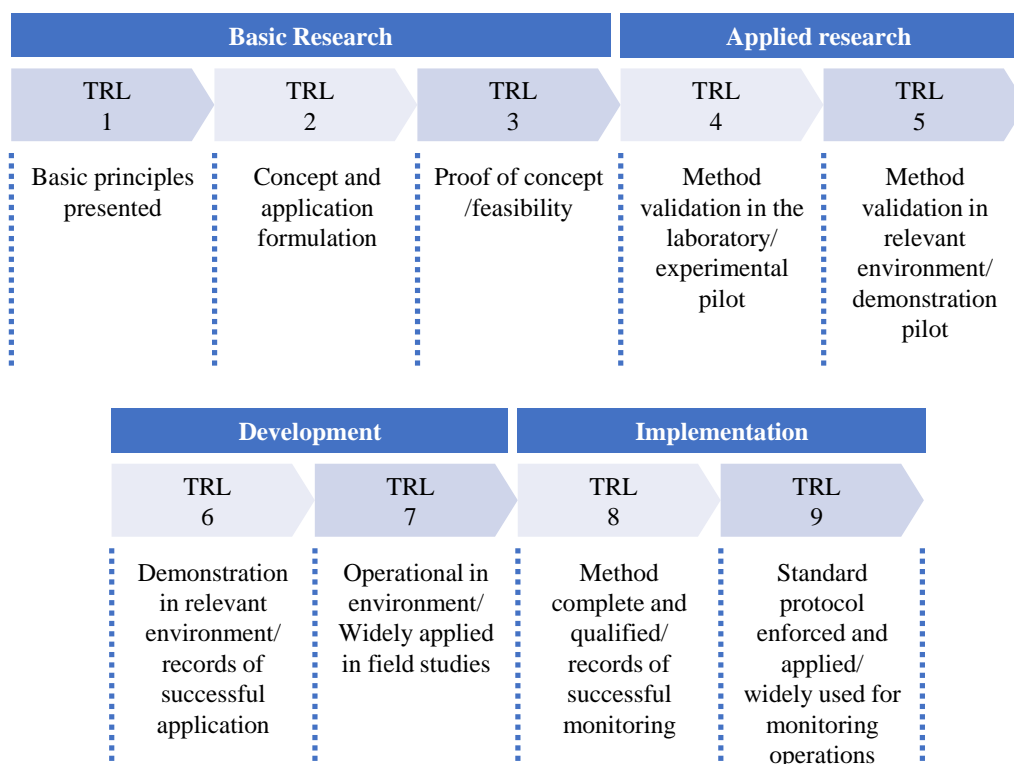 Basic Research
Applied research
TRL
1
TRL
2
TRL
3
TRL
4
TRL
5
Basic principles
presented
Concept and
application
formulation
Proof of concept
/feasibility
Method
validation in the
laboratory/
experimental
pilot
Method
validation in
relevant
environment/
demonstration
pilot
Development
Implementation
TRL
6
TRL
7
TRL
8
TRL
9
Demonstration
in relevant
environment/
records of
successful
application
Operational in
environment/
Widely applied
in field studies
Method
complete and
qualified/
records of
successful
monitoring
Standard
protocol
enforced and
applied/
widely used for
monitoring
operations